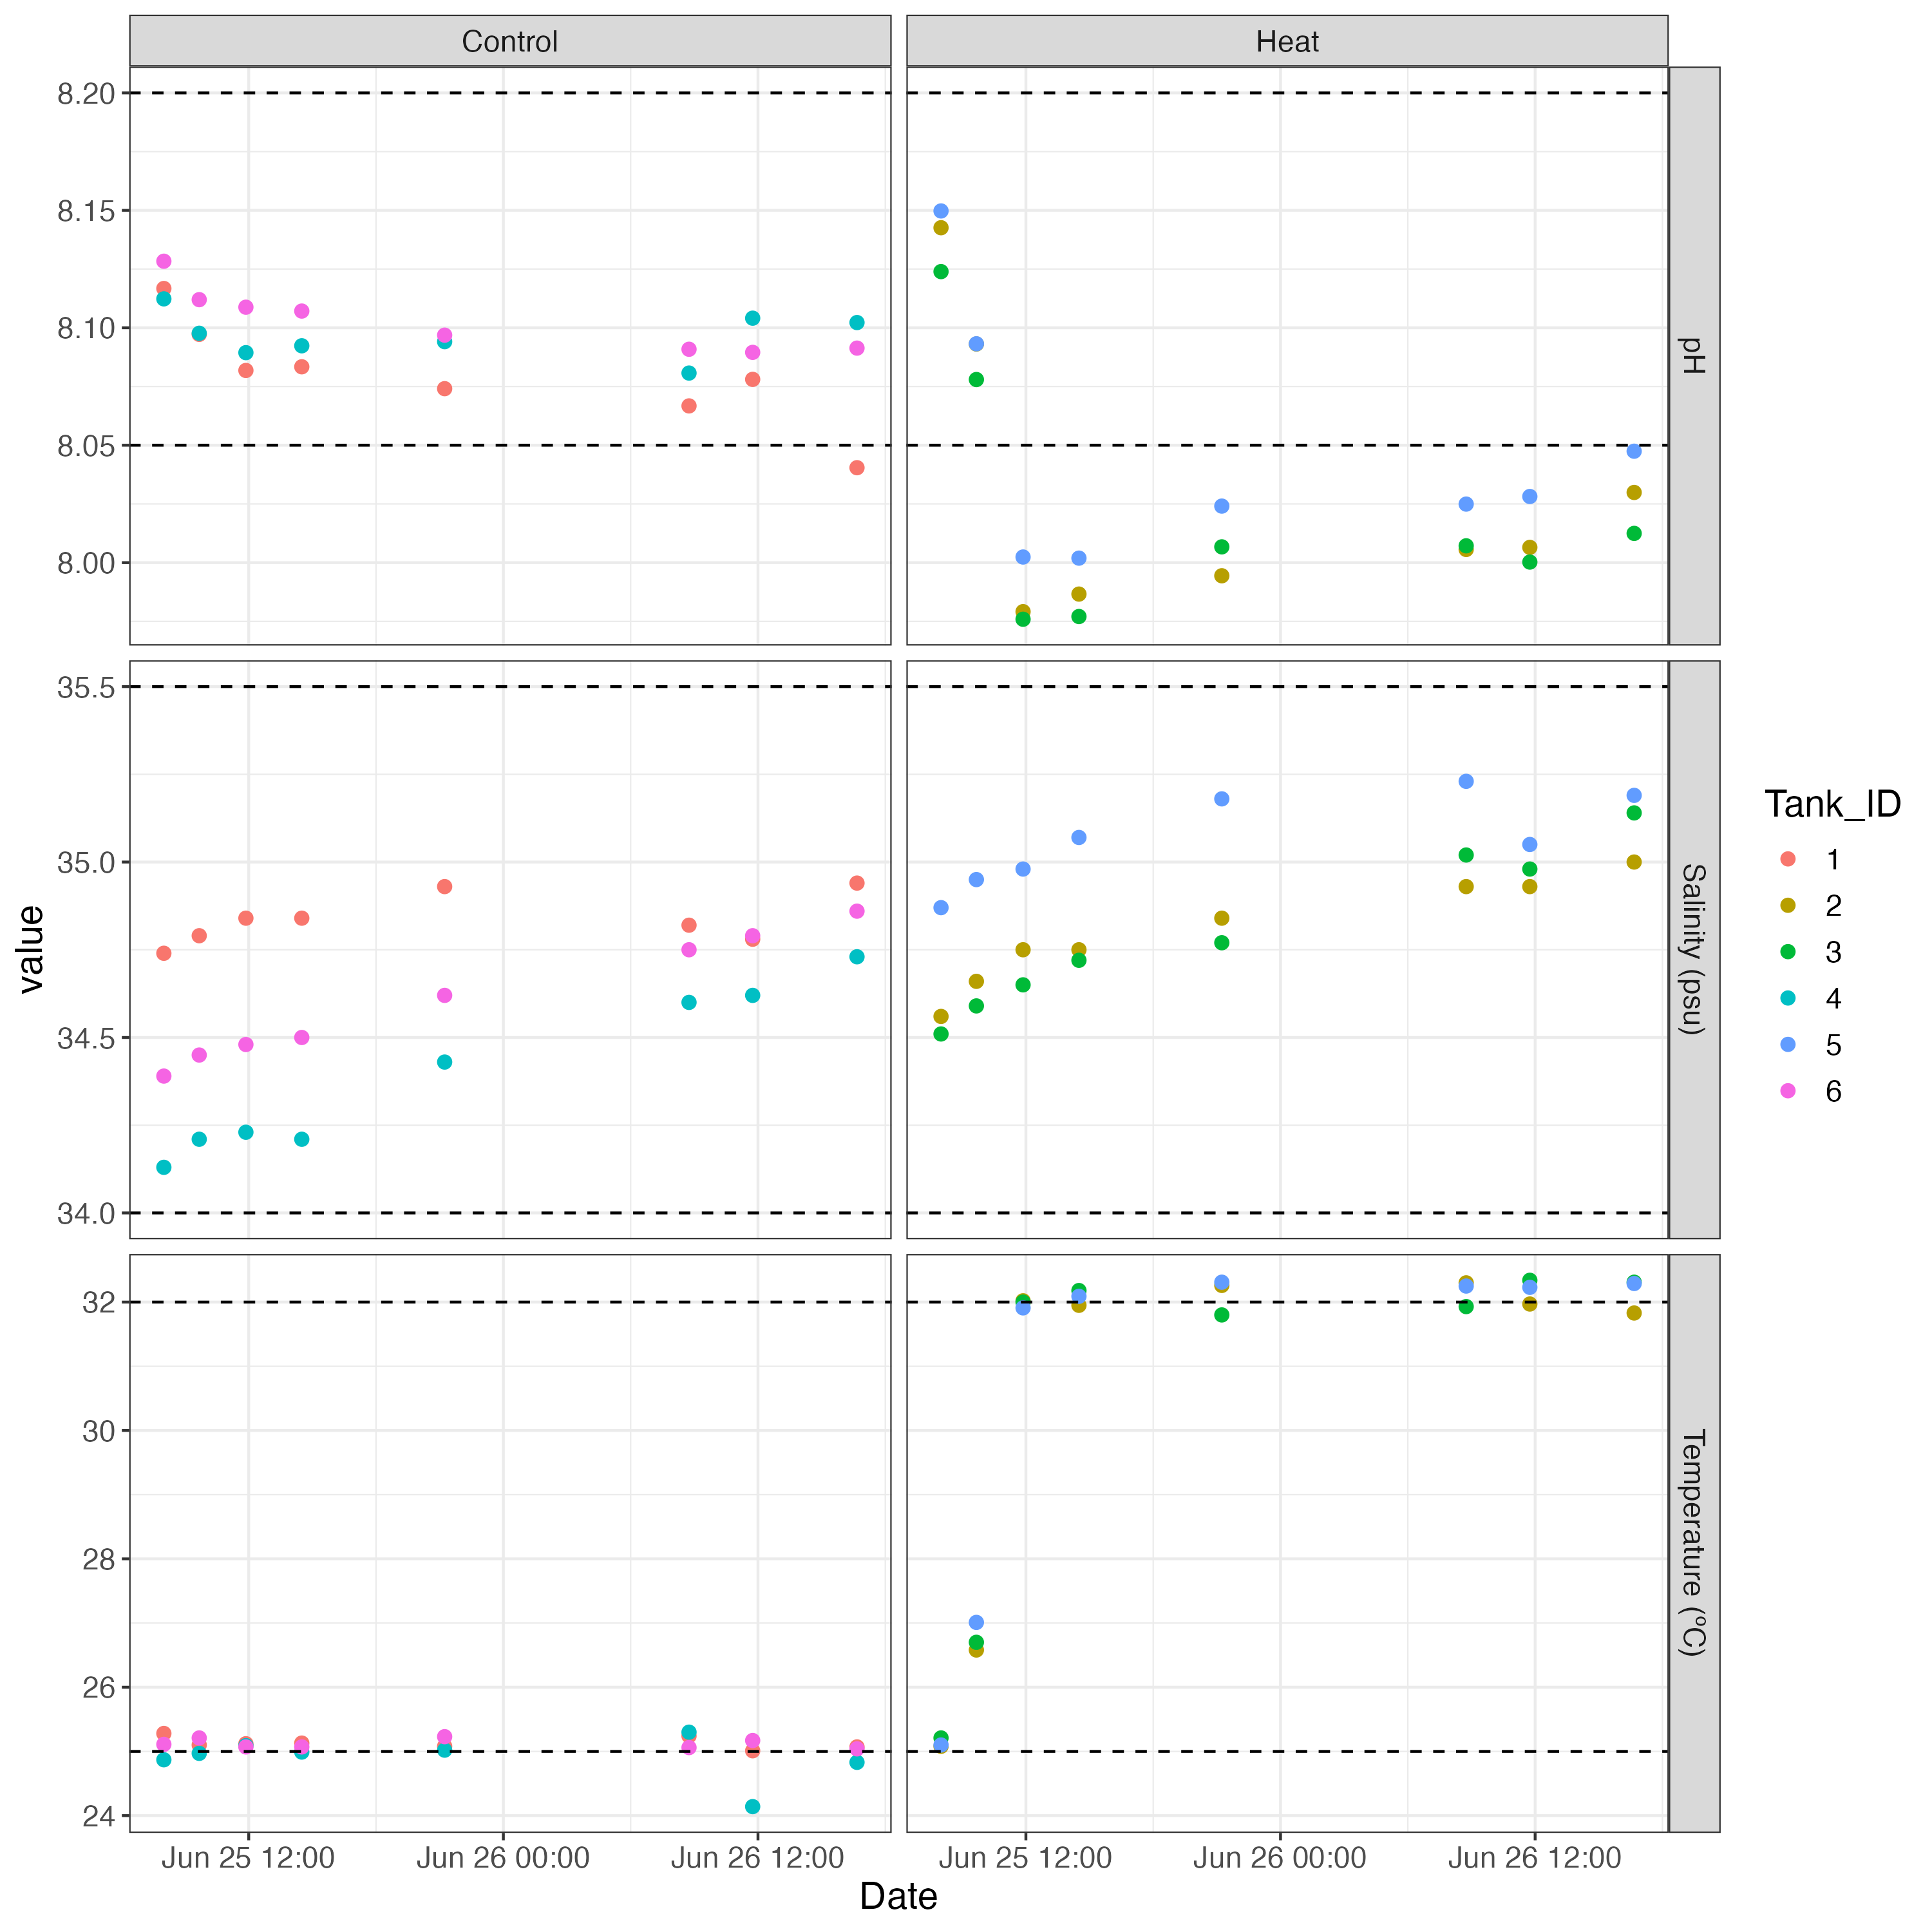 Control
Heat
8.20
8.15
8.10
8.05
8.00
pH
35.5
35.0
34.5
34.0
Salinity (psu)
32
30
28
26
24
Temperature (ºC)
value
Jun 25 12:00
Jun 26 00:00
Jun 26 12:00
Jun 25 12:00
Jun 26 00:00
Jun 26 12:00
Date
Tank_ID
1
2
3
4
5
6